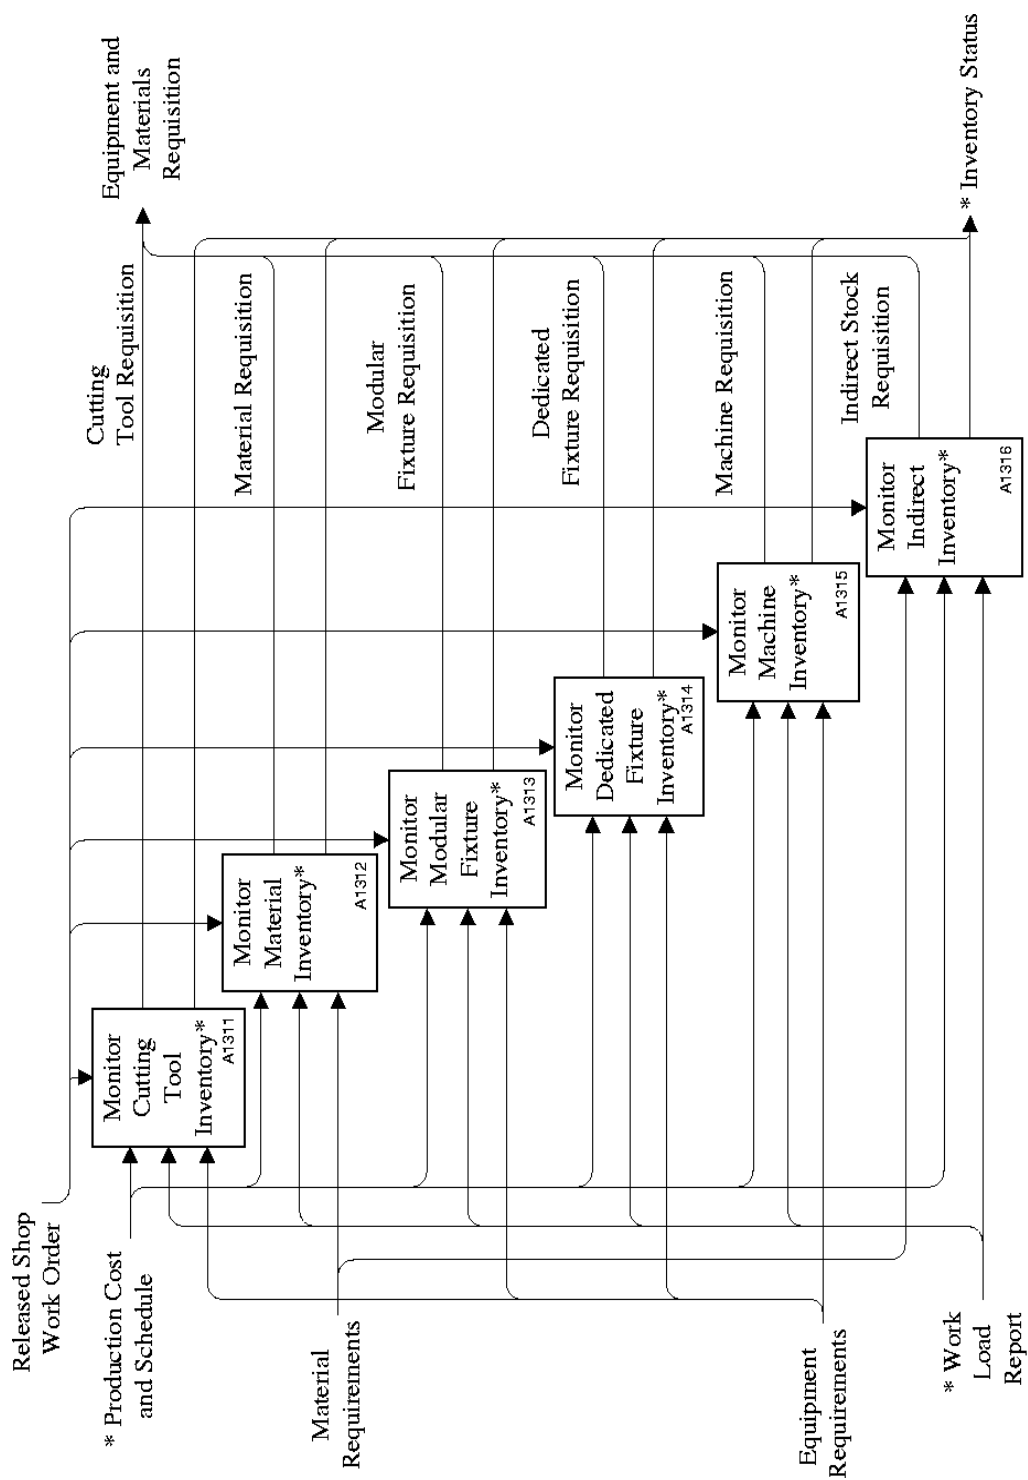 Released Shop
Work Order
* Production Cost
and Schedule
Material
Requirements
Equipment
Requirements
* Work
Load
Report
Monitor
Cutting
Tool
Inventory*
A1311
Monitor
Material
Inventory*
A1312
Monitor
Modular
Fixture
Inventory*
A1313
Monitor
Dedicated
Fixture
Inventory*
A1314
Monitor
Machine
Inventory*
A1315
Monitor
Indirect
Inventory*
A1316
Cutting
Tool Requisition
Material Requisition
Modular
Fixture Requisition
Dedicated
Fixture Requisition
Machine Requisition
Indirect Stock
Requisition
Equipment and
Materials
Requisition
* Inventory Status